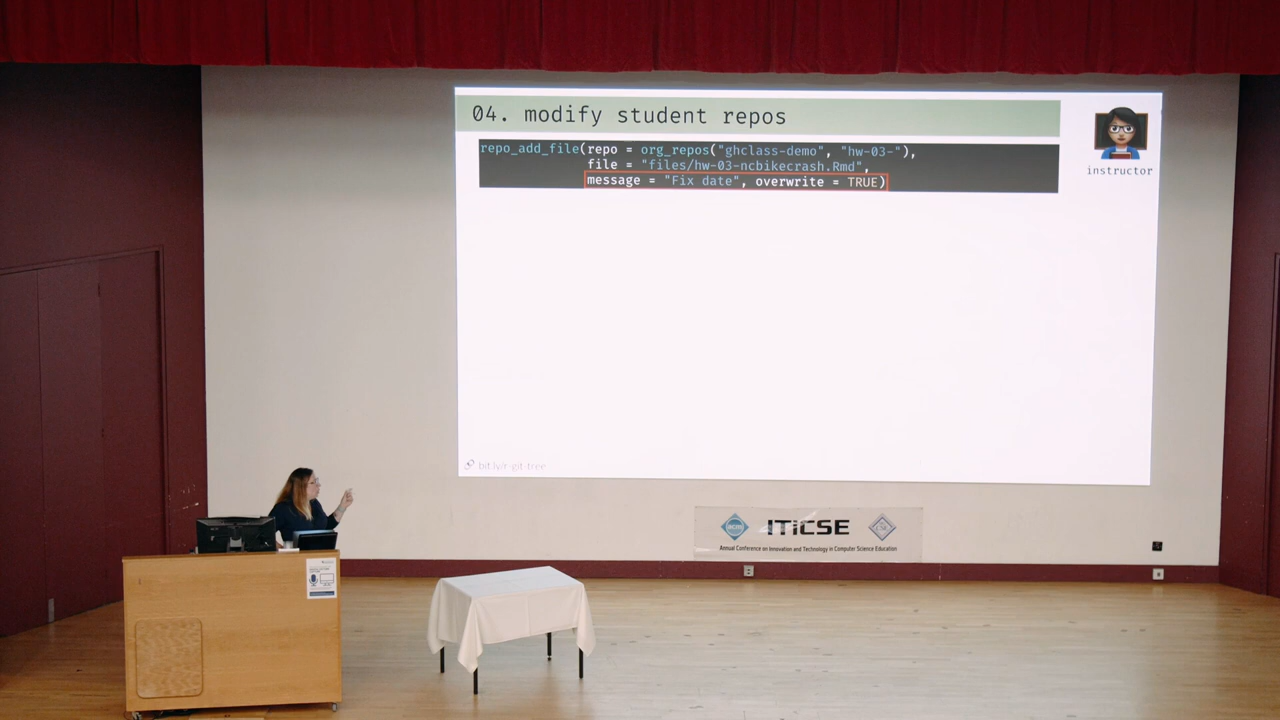 04. modify student repos
repo_add_file(repo = org_repos("ghclass-demo", "hw-03-"),
file = "files/hw-03-ncbikecrash.Rmd",
message = "Fix date", overwrite = TRUE)
instructor
bit.ly/r-git-tree
ITiCSE
Annual Conference on Innovation and Technology in Computer Science Education